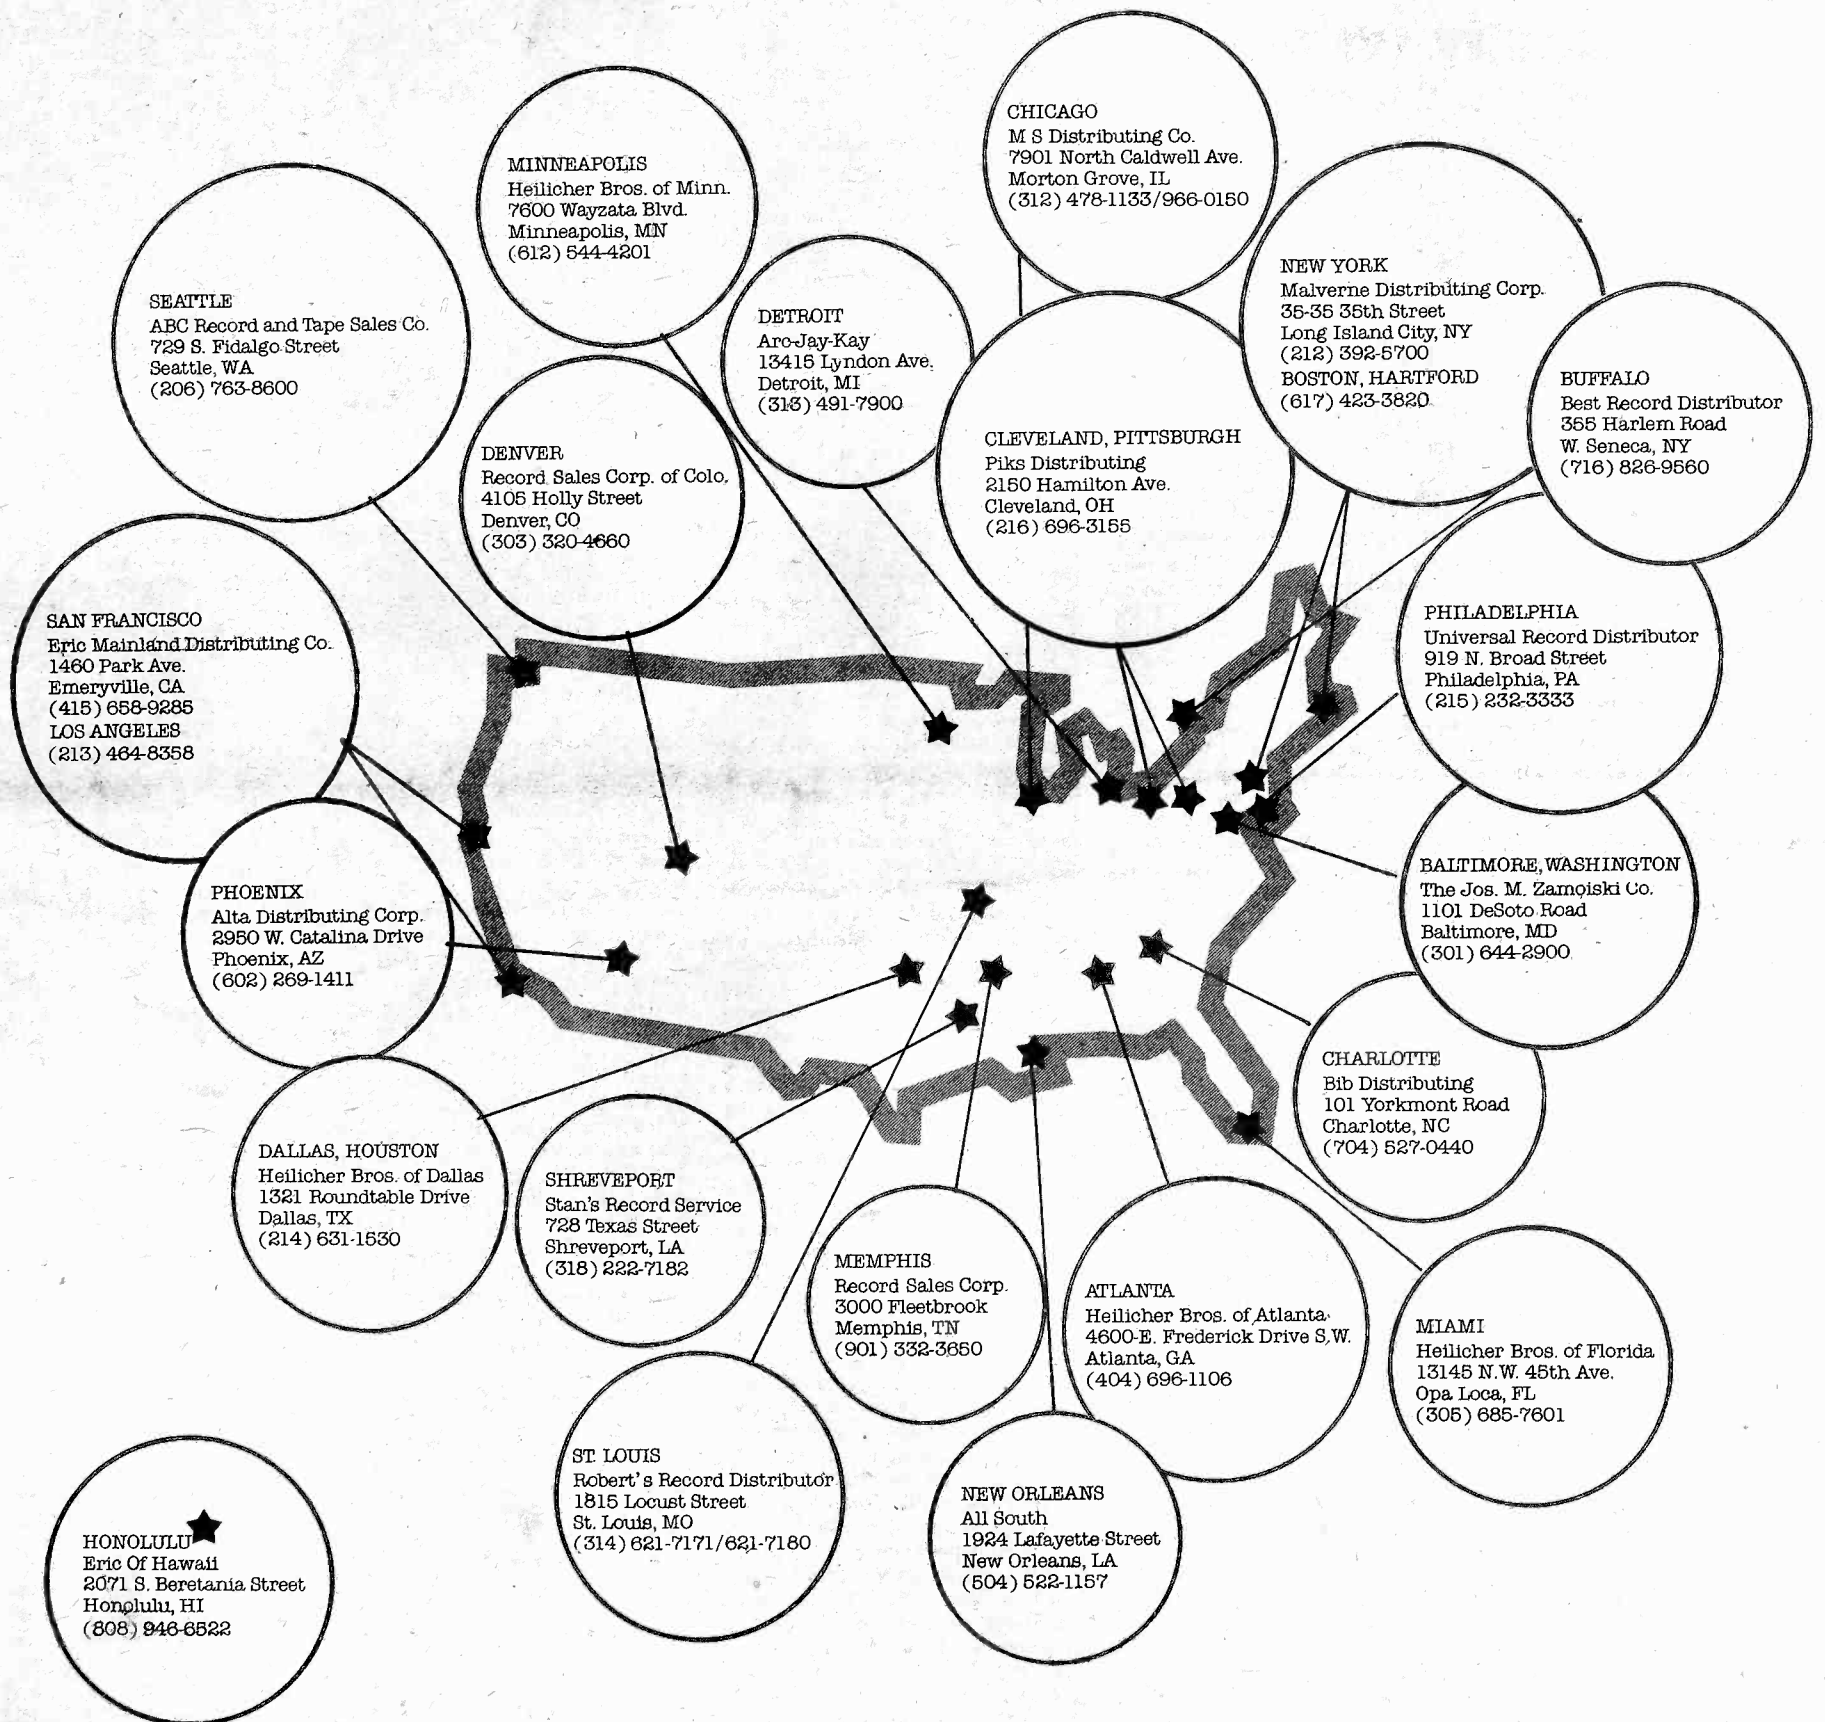 CHICAGO
M S Distributing Co.
7901 North Caldwell Ave.
Morton Grove, IL
(312) 478-1133/966-0150
MINNEAPOLIS
Heilicher Bros. of Minn.
7600 Wayzata Blvd.
Minneapolis, MN
(612) 544-4201
NEW YORK
Malverne Distributing Corp.
35-35 35th Street
Long Island City, NY
(212) 392-5700
BOSTON, HARTFORD
(617) 423-3820
SEATTLE
ABC Record and Tape Sales Co.
729 S. Fidalgo Street
Seattle, WA
(206) 763-8600
DETROIT
Arc-Jay-Kay
13415 Lyndon Ave.
Detroit, MI
(313) 491-7900
BUFFALO
Best Record Distributor
355 Harlem Road
W. Seneca, NY
(716) 826-9560
DENVER
Record Sales Corp. of Colo.
4105 Holly Street
Denver, CO
(303) 320-4660
CLEVELAND, PITTSBURGH
Piks Distributing
2150 Hamilton Ave.
Cleveland, OH
(216) 696-3155
SAN FRANCISCO
Eric Mainland Distributing Co.
1460 Park Ave.
Emeryville, CA
(415) 658-9285
LOS ANGELES
(213) 464-8358
PHILADELPHIA
Universal Record Distributor
919 N. Broad Street
Philadelphia, PA
(215) 232-3333
PHOENIX
Alta Distributing Corp.
2950 W. Catalina Drive
Phoenix, AZ
(602) 269-1411
BALTIMORE, WASHINGTON
The Jos. M. Zamoiski Co.
1101 DeSoto Road
Baltimore, MD
(301) 644-2900
CHARLOTTE
Bib Distributing
101 Yorkmont Road
Charlotte, NC
(704) 527-0440
DALLAS, HOUSTON
Heilicher Bros. of Dallas
1321 Roundtable Drive
Dallas, TX
(214) 631-1530
SHREVEPORT
Stan's Record Service
728 Texas Street
Shreveport, LA
(318) 222-7182
MEMPHIS
Record Sales Corp.
3000 Fleetbrook
Memphis, TN
(901) 332-3650
ATLANTA
Heilicher Bros. of Atlanta
4600-E. Frederick Drive S.W.
Atlanta, GA
(404) 696-1106
MIAMI
Heilicher Bros. of Florida
13145 N.W. 45th Ave.
Opa Loca, FL
(305) 685-7601
ST. LOUIS
Robert's Record Distributor
1815 Locust Street
St. Louis, MO
(314) 621-7171/621-7180
NEW ORLEANS
All South
1924 Lafayette Street
New Orleans, LA
(504) 522-1157
HONOLULU
Eric Of Hawaii
2071 S. Beretania Street
Honolulu, HI
(808) 946-6522